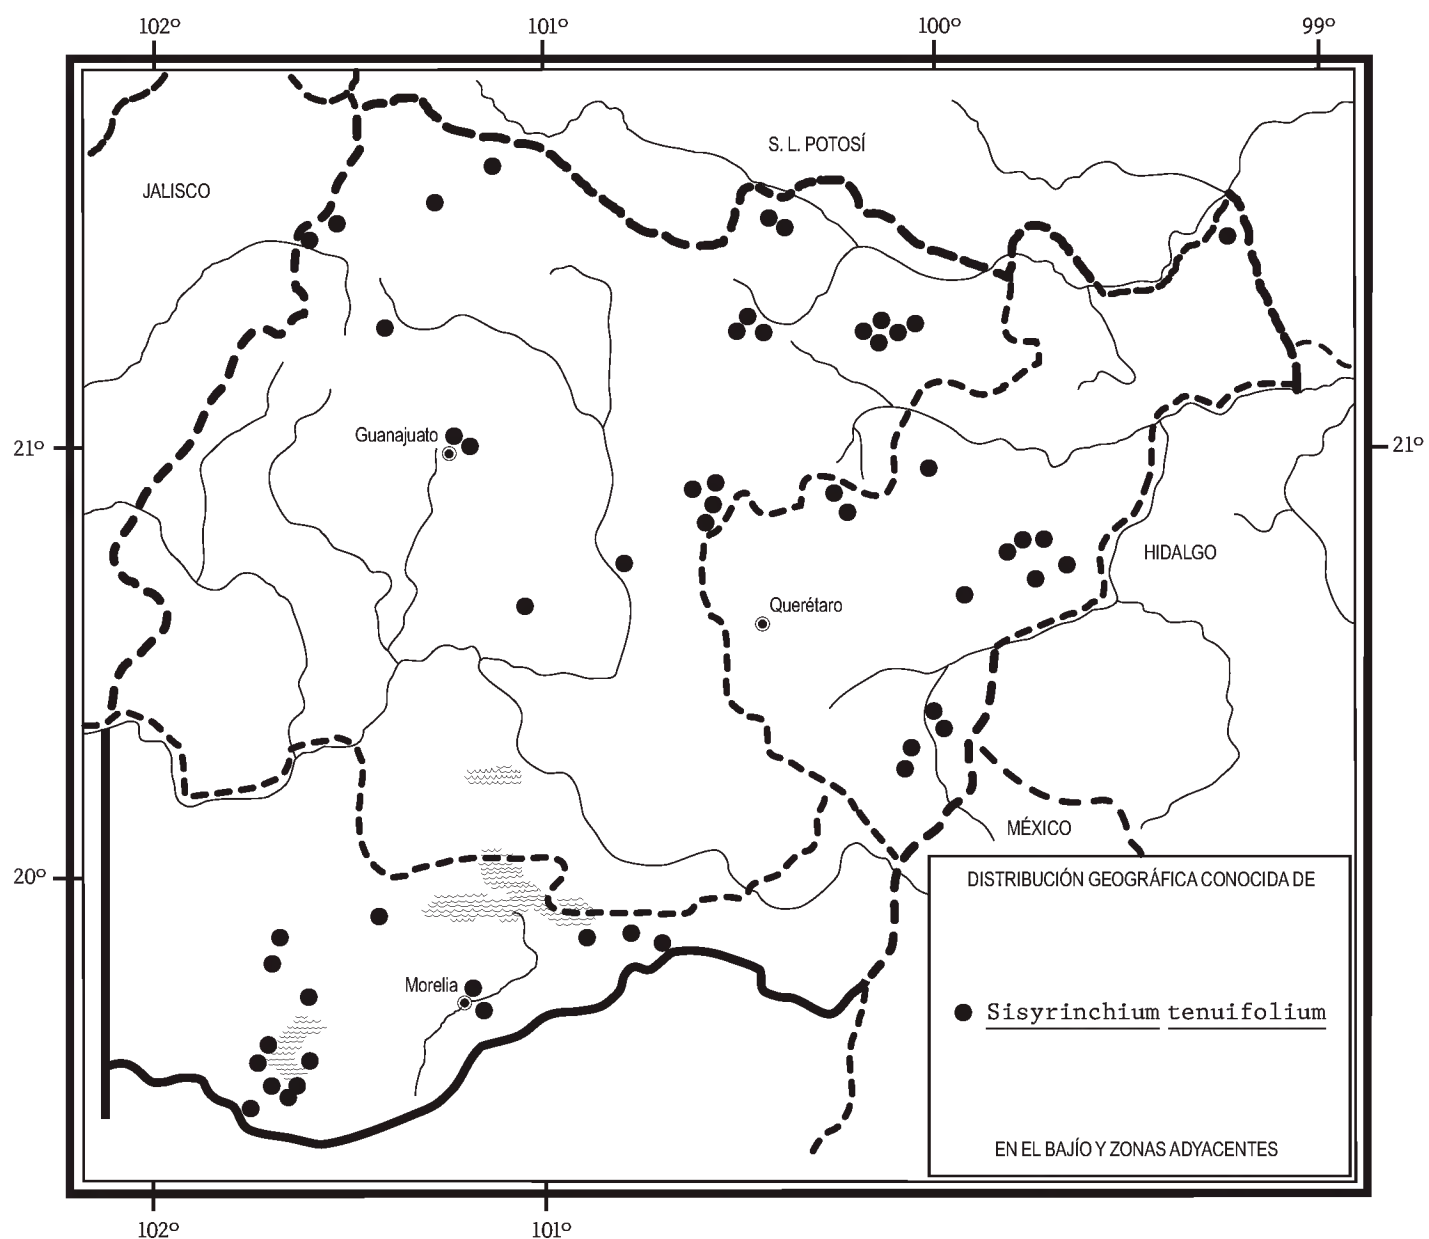 102º
101º
100º
99º
S. L. POTOSÍ
JALISCO
Guanajuato
21º
21º
HIDALGO
Querétaro
MÉXICO
20º
DISTRIBUCIÓN GEOGRÁFICA CONOCIDA DE
Morelia
Sisyrinchium tenuifolium
EN EL BAJÍO Y ZONAS ADYACENTES
102º
101º